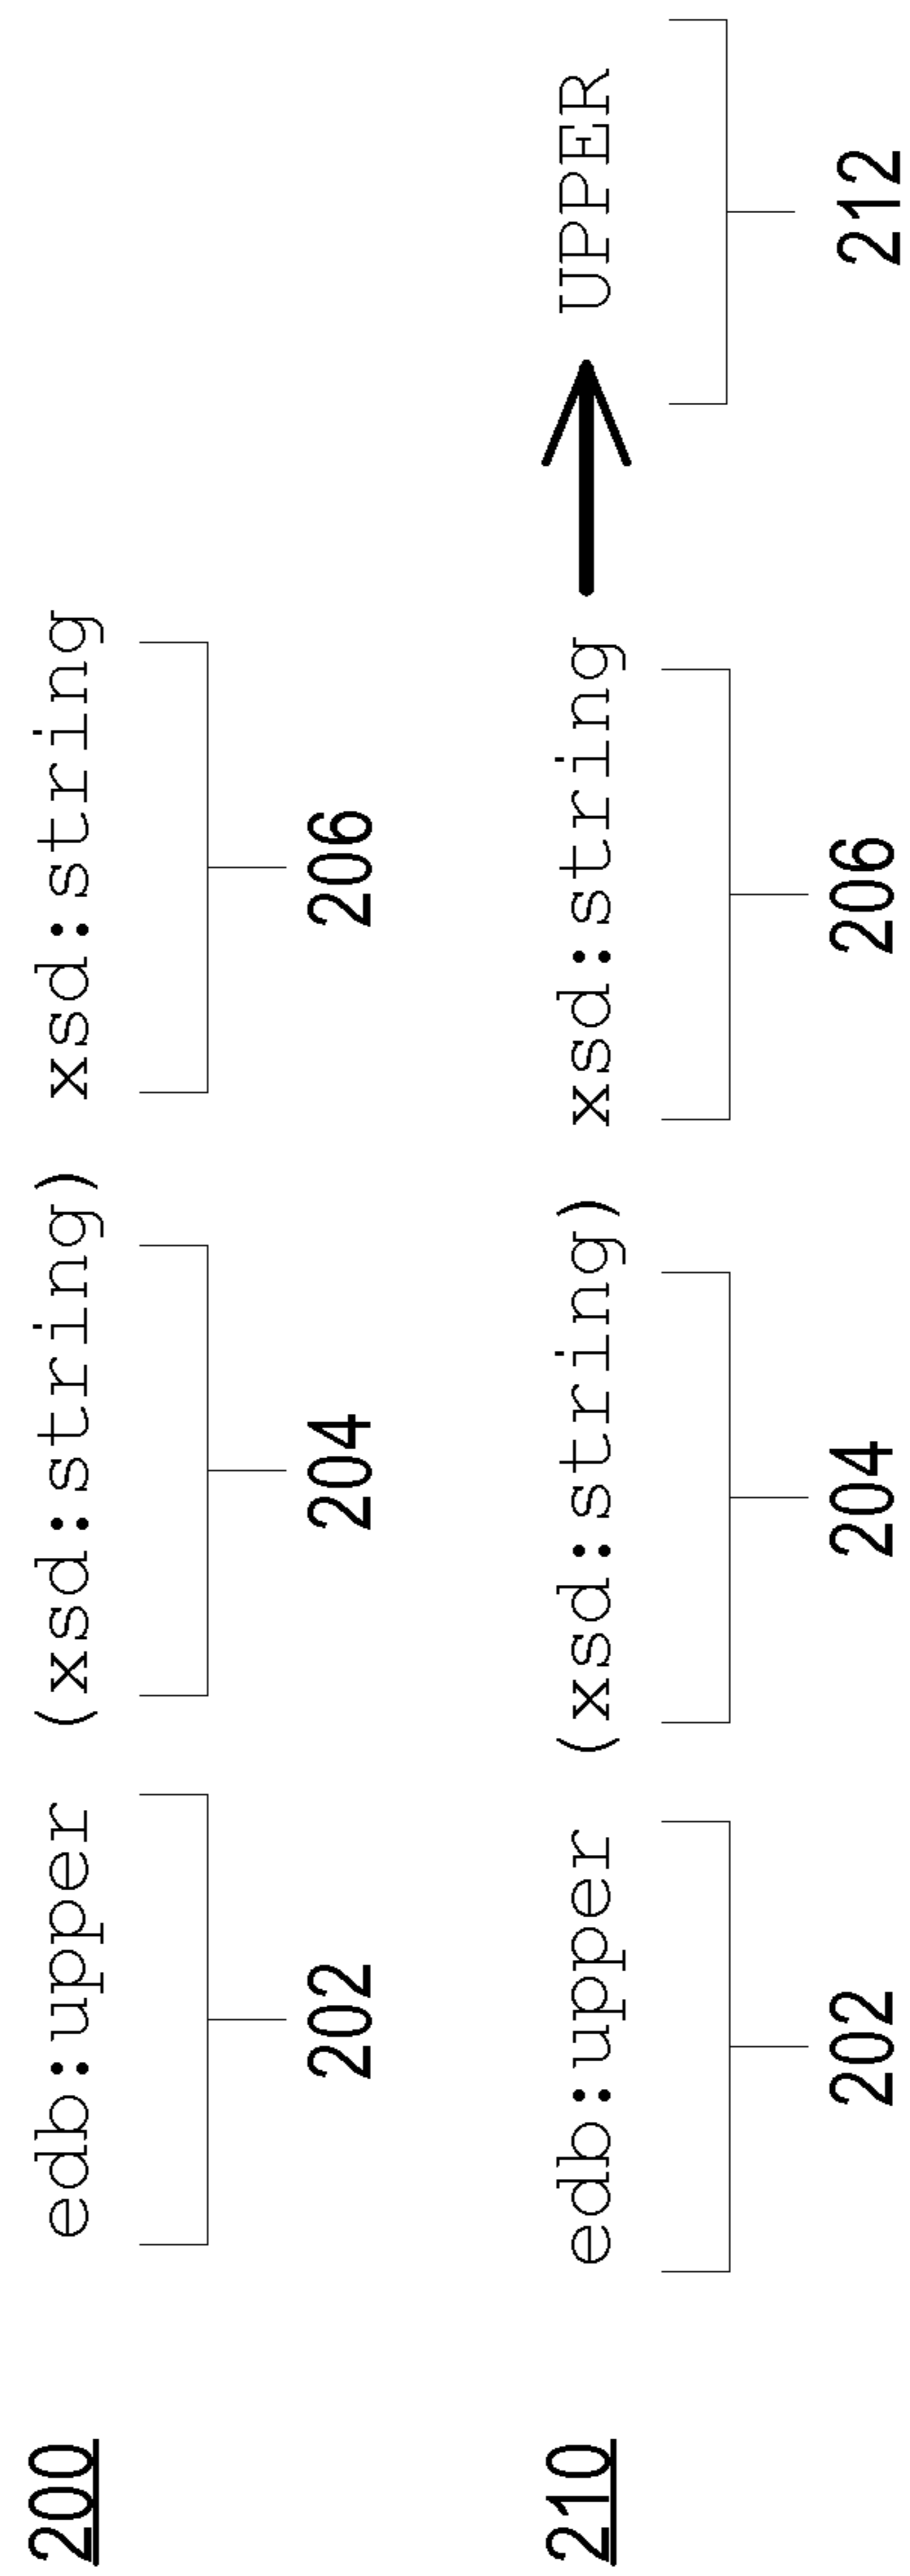 200 edb:upper (xsd:string) xsd:string
202 204 206
210 edb:upper (xsd:string) xsd:string UPPER
202 204 206 212